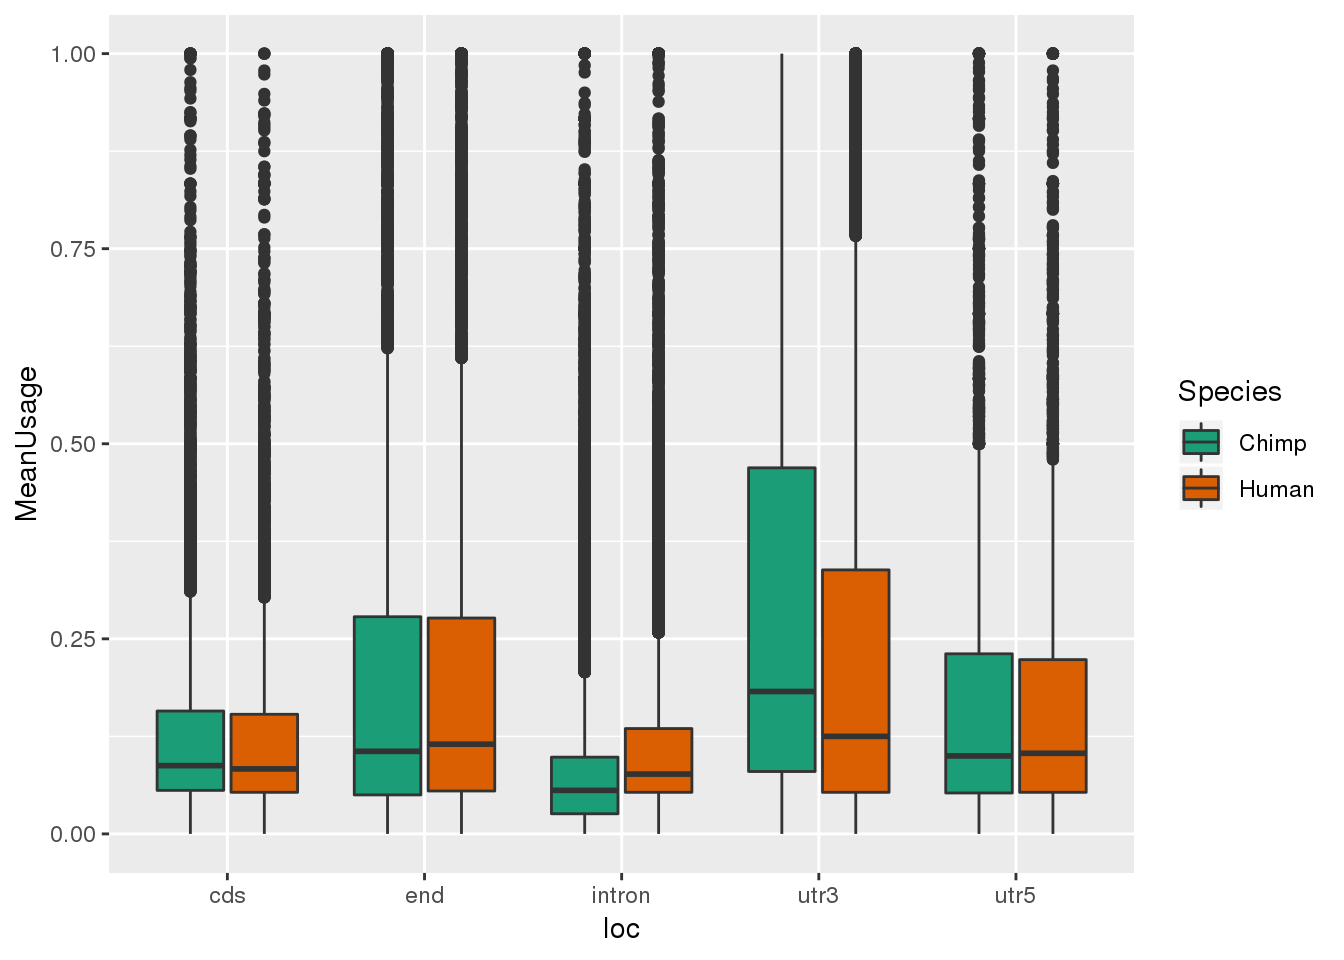 MeanUsage
1.00
0.75
0.50
0.25
0.00
cds end intron utr3 utr5
loc
Species
Chimp
Human